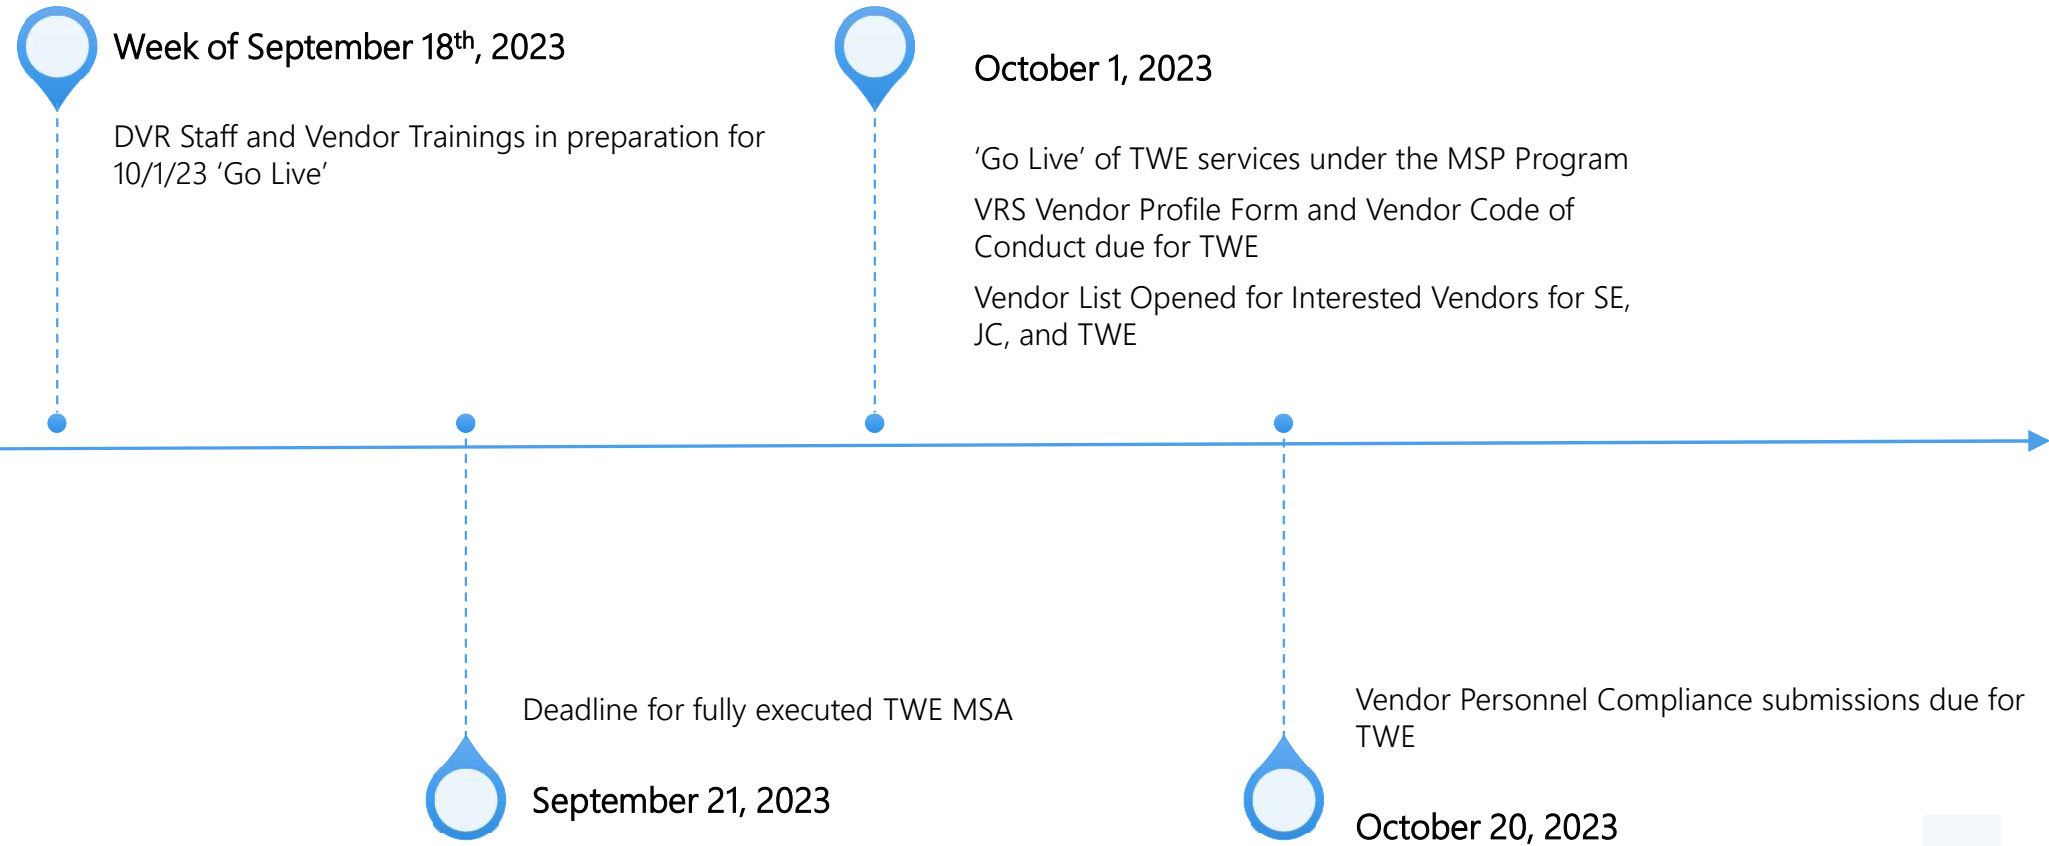 Week of September 18th, 2023
DVR Staff and Vendor Trainings in preparation for
10/1/23 ‘Go Live’
October 1, 2023
‘Go Live’ of TWE services under the MSP Program
VRS Vendor Profile Form and Vendor Code of
Conduct due for TWE
Vendor List Opened for Interested Vendors for SE,
JC, and TWE
Deadline for fully executed TWE MSA
September 21, 2023
Vendor Personnel Compliance submissions due for
TWE
October 20, 2023